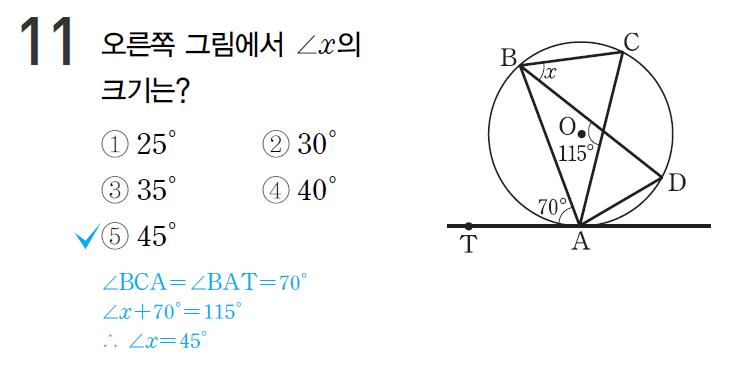 11 오른쪽 그림에서 ∠x의
크기는?
① 25° ② 30°
③ 35° ④ 40°
⑤ 45°
∠BCA=∠BAT=70°
∠x+70°=115°
∴ ∠x=45°
C
B
x
O
115°
D
70°
T
A